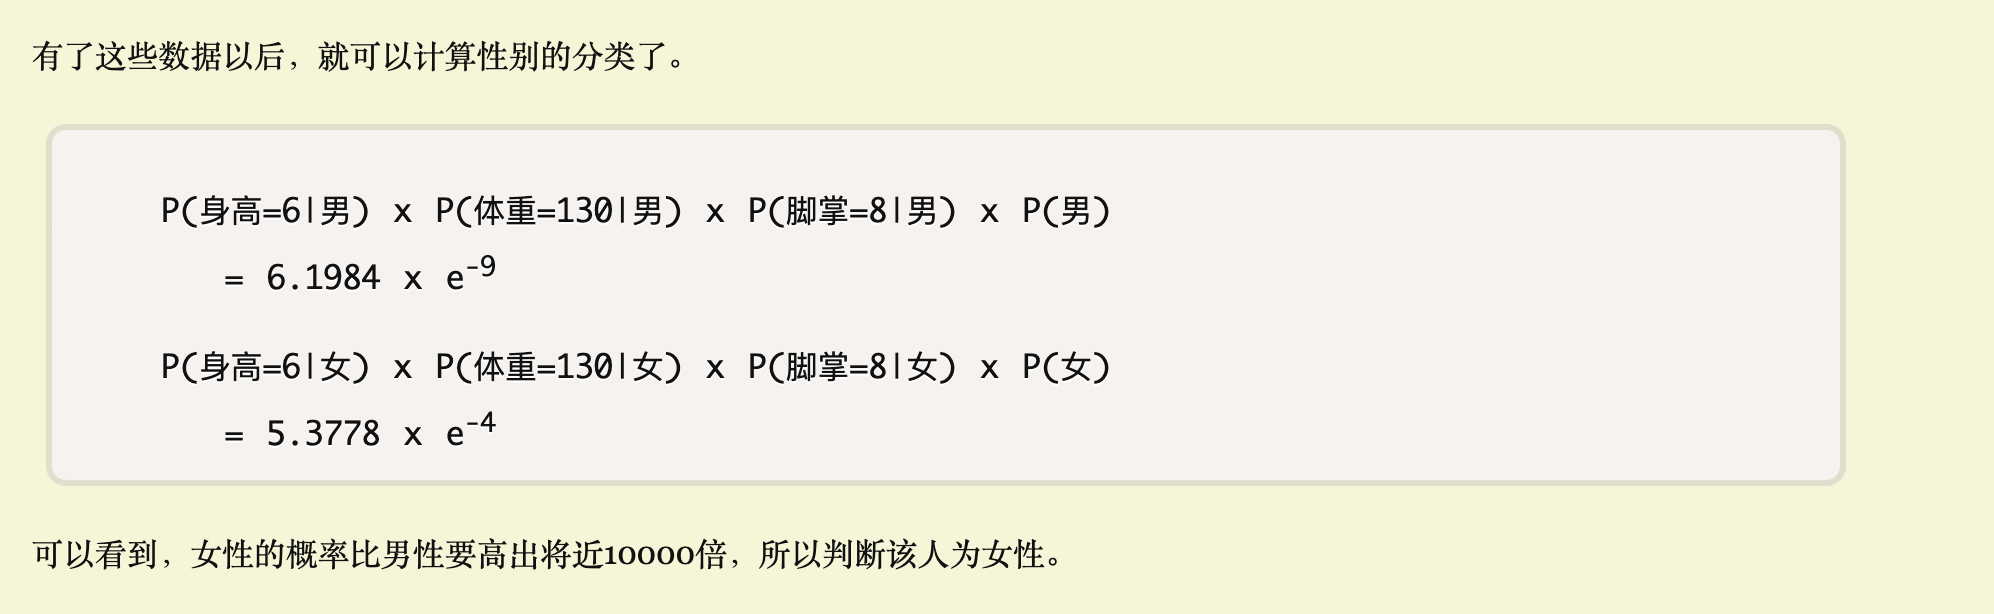 有了这些数据以后，就可以计算性别的分类了。
P(身高=6|男) x P(体重=130|男) x P(脚掌=8|男) x P(男)
= 6.1984 x e⁻⁹
P(身高=6|女) x P(体重=130|女) x P(脚掌=8|女) x P(女)
= 5.3778 x e⁻⁴
可以看到，女性的概率比男性要高出将近10000倍，所以判断该人为女性。